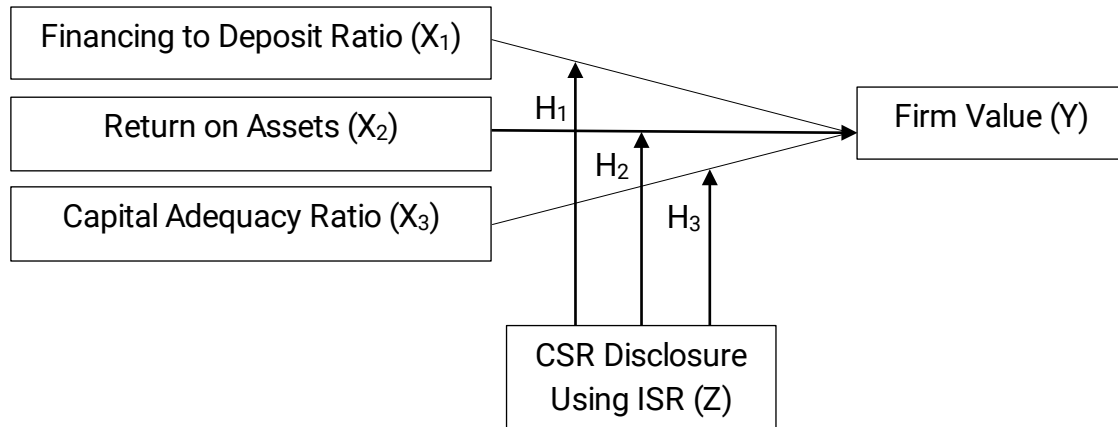 Financing to Deposit Ratio (X₁)
Return on Assets (X₂)
Capital Adequacy Ratio (X₃)
H₁
H₂
H₃
Firm Value (Y)
CSR Disclosure
Using ISR (Z)